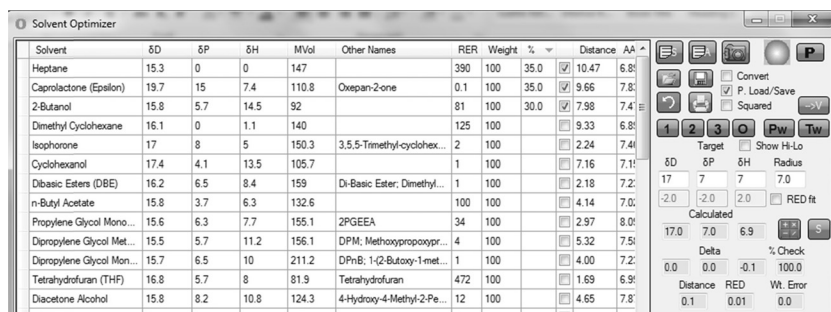 Solvent Optimizer
Solvent δD δP δH MVol Other Names RER Weight % Distance AA
Heptane 15.3 0 0 147 390 100 35.0 10.47 6.8
Caprolactone (Epsilon) 19.7 15 7.4 110.8 Oxepan-2-one 0.1 100 35.0 9.66 7.8
2-Butanol 15.8 5.7 14.5 92 81 100 30.0 7.98 7.4
Dimethyl Cyclohexane 16.1 0 1.1 140 125 100 9.33 6.8
Isophorone 17 8 5 150.3 3,5,5-Trimethyl-cyclohex... 2 100 2.24 7.4
Cyclohexanol 17.4 4.1 13.5 105.7 1 100 7.16 7.1
Dibasic Esters (DBE) 16.2 6.5 8.4 159 Di-Basic Ester; Dimethyl... 1 100 2.18 7.2
n-Butyl Acetate 15.8 3.7 6.3 132.6 100 100 4.14 7.0
Propylene Glycol Mono... 15.6 6.3 7.7 155.1 2PGEEA 34 100 2.97 8.0
Dipropylene Glycol Met... 15.5 5.7 11.2 156.1 DPM; Methoxypropoxypr... 4 100 5.32 7.5
Dipropylene Glycol Mon... 15.7 6.5 10 211.2 DPnB; 1-(2-Butoxy-1-met... 1 100 4.00 7.2
Tetrahydrofuran (THF) 16.8 5.7 8 81.9 Tetrahydrofuran 472 100 1.69 6.9
Diacetone Alcohol 15.8 8.2 10.8 124.3 4-Hydroxy-4-Methyl-2-Pe... 12 100 4.65 7.8
S A P
Convert
P. Load/Save
Squared ->V
1 2 3 O Pw Tw
Target Show Hi-Lo
δD δP δH Radius
17 7 7 7.0
-2.0 -2.0 2.0 RED fit
Calculated
17.0 7.0 6.9 S
Delta % Check
0.0 0.0 -0.1 100.0
Distance RED Wt. Error
0.1 0.01 0.0